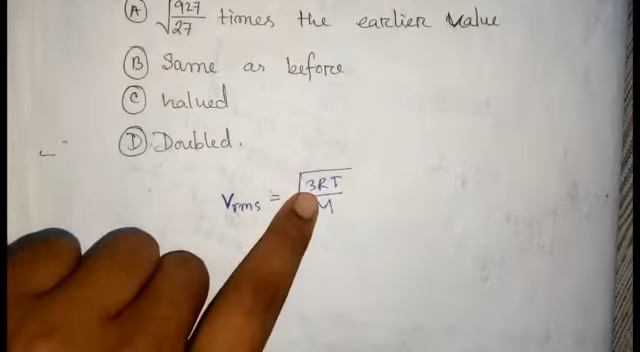 (A) √927/27 times the earlier value
(B) Same as before
(C) halved
(D) Doubled.
Vrms = √3RT/M